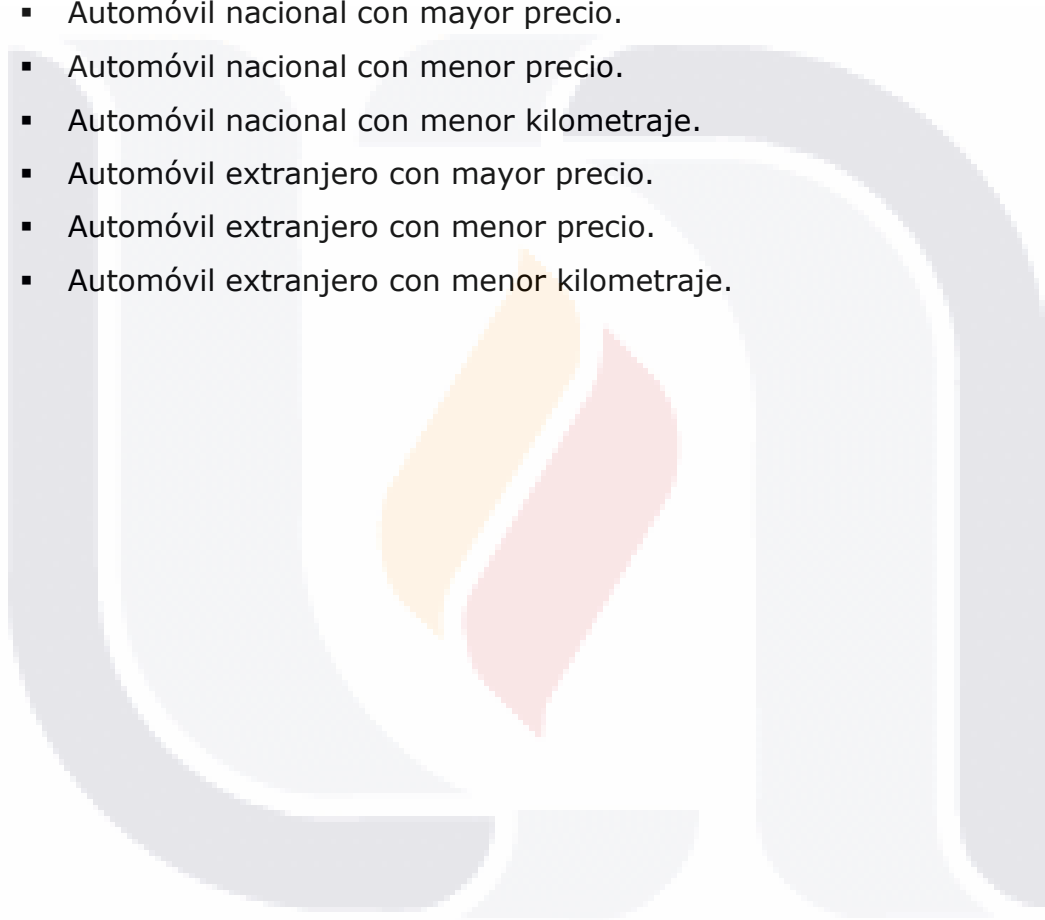 ▪ Automóvil nacional con mayor precio.
▪ Automóvil nacional con menor precio.
▪ Automóvil nacional con menor kilometraje.
▪ Automóvil extranjero con mayor precio.
▪ Automóvil extranjero con menor precio.
▪ Automóvil extranjero con menor kilometraje.